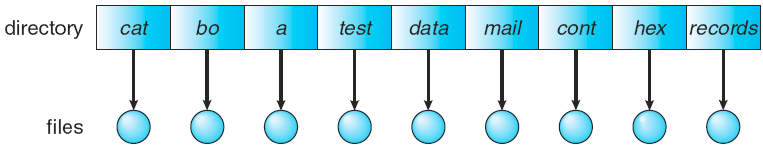 directory cat bo a test data mail cont hex records
files